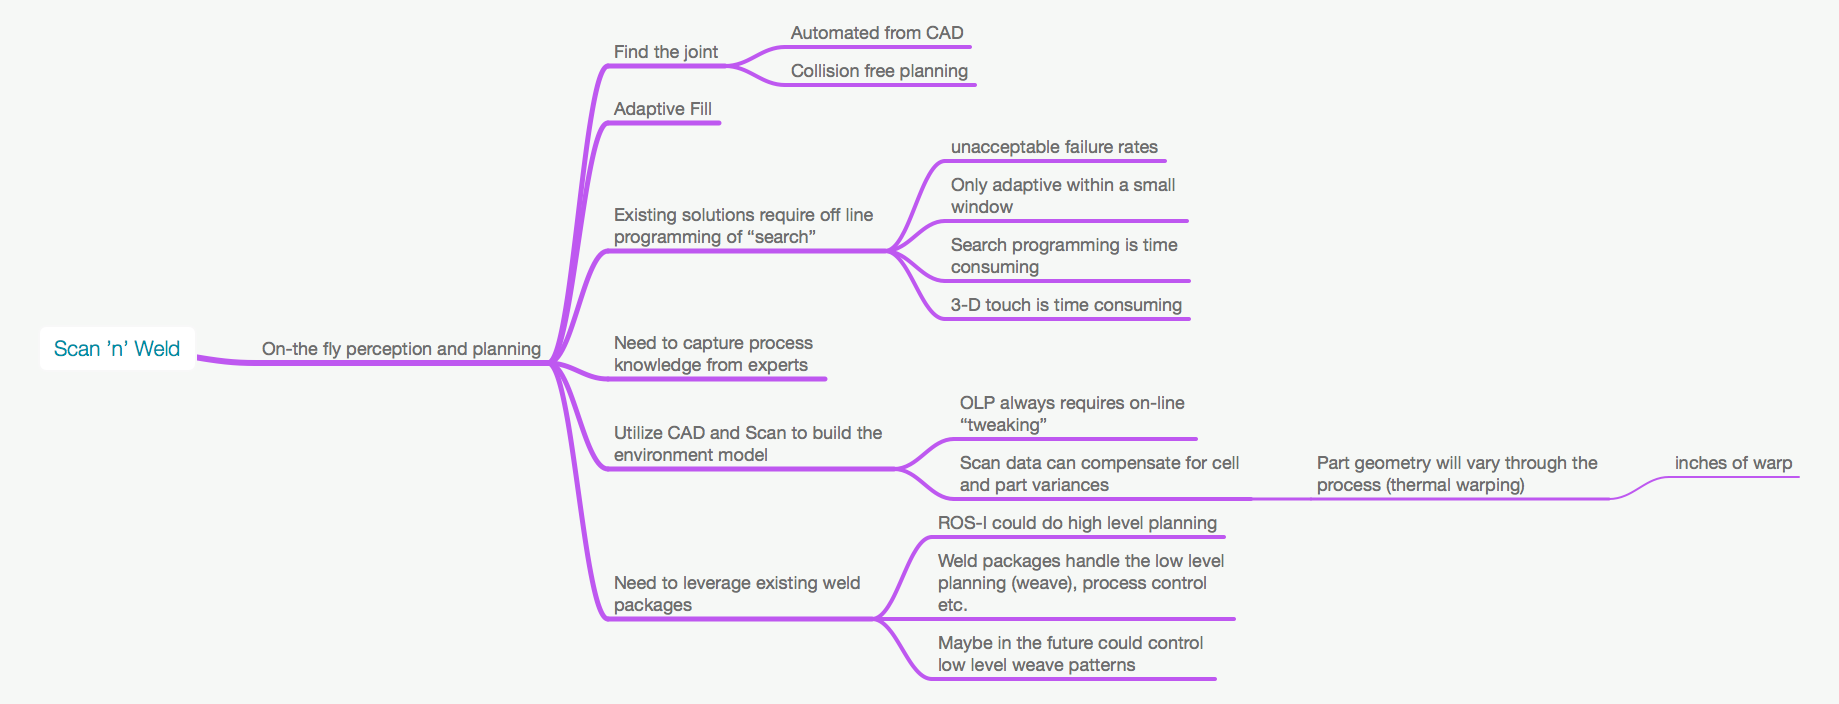 Scan ’n’ Weld
On-the fly perception and planning
Find the joint
Automated from CAD
Collision free planning
Adaptive Fill
Existing solutions require off line
programming of “search”
unacceptable failure rates
Only adaptive within a small
window
Search programming is time
consuming
3-D touch is time consuming
Need to capture process
knowledge from experts
Utilize CAD and Scan to build the
environment model
OLP always requires on-line
“tweaking”
Scan data can compensate for cell
and part variances
Part geometry will vary through the
process (thermal warping)
inches of warp
Need to leverage existing weld
packages
ROS-I could do high level planning
Weld packages handle the low level
planning (weave), process control
etc.
Maybe in the future could control
low level weave patterns